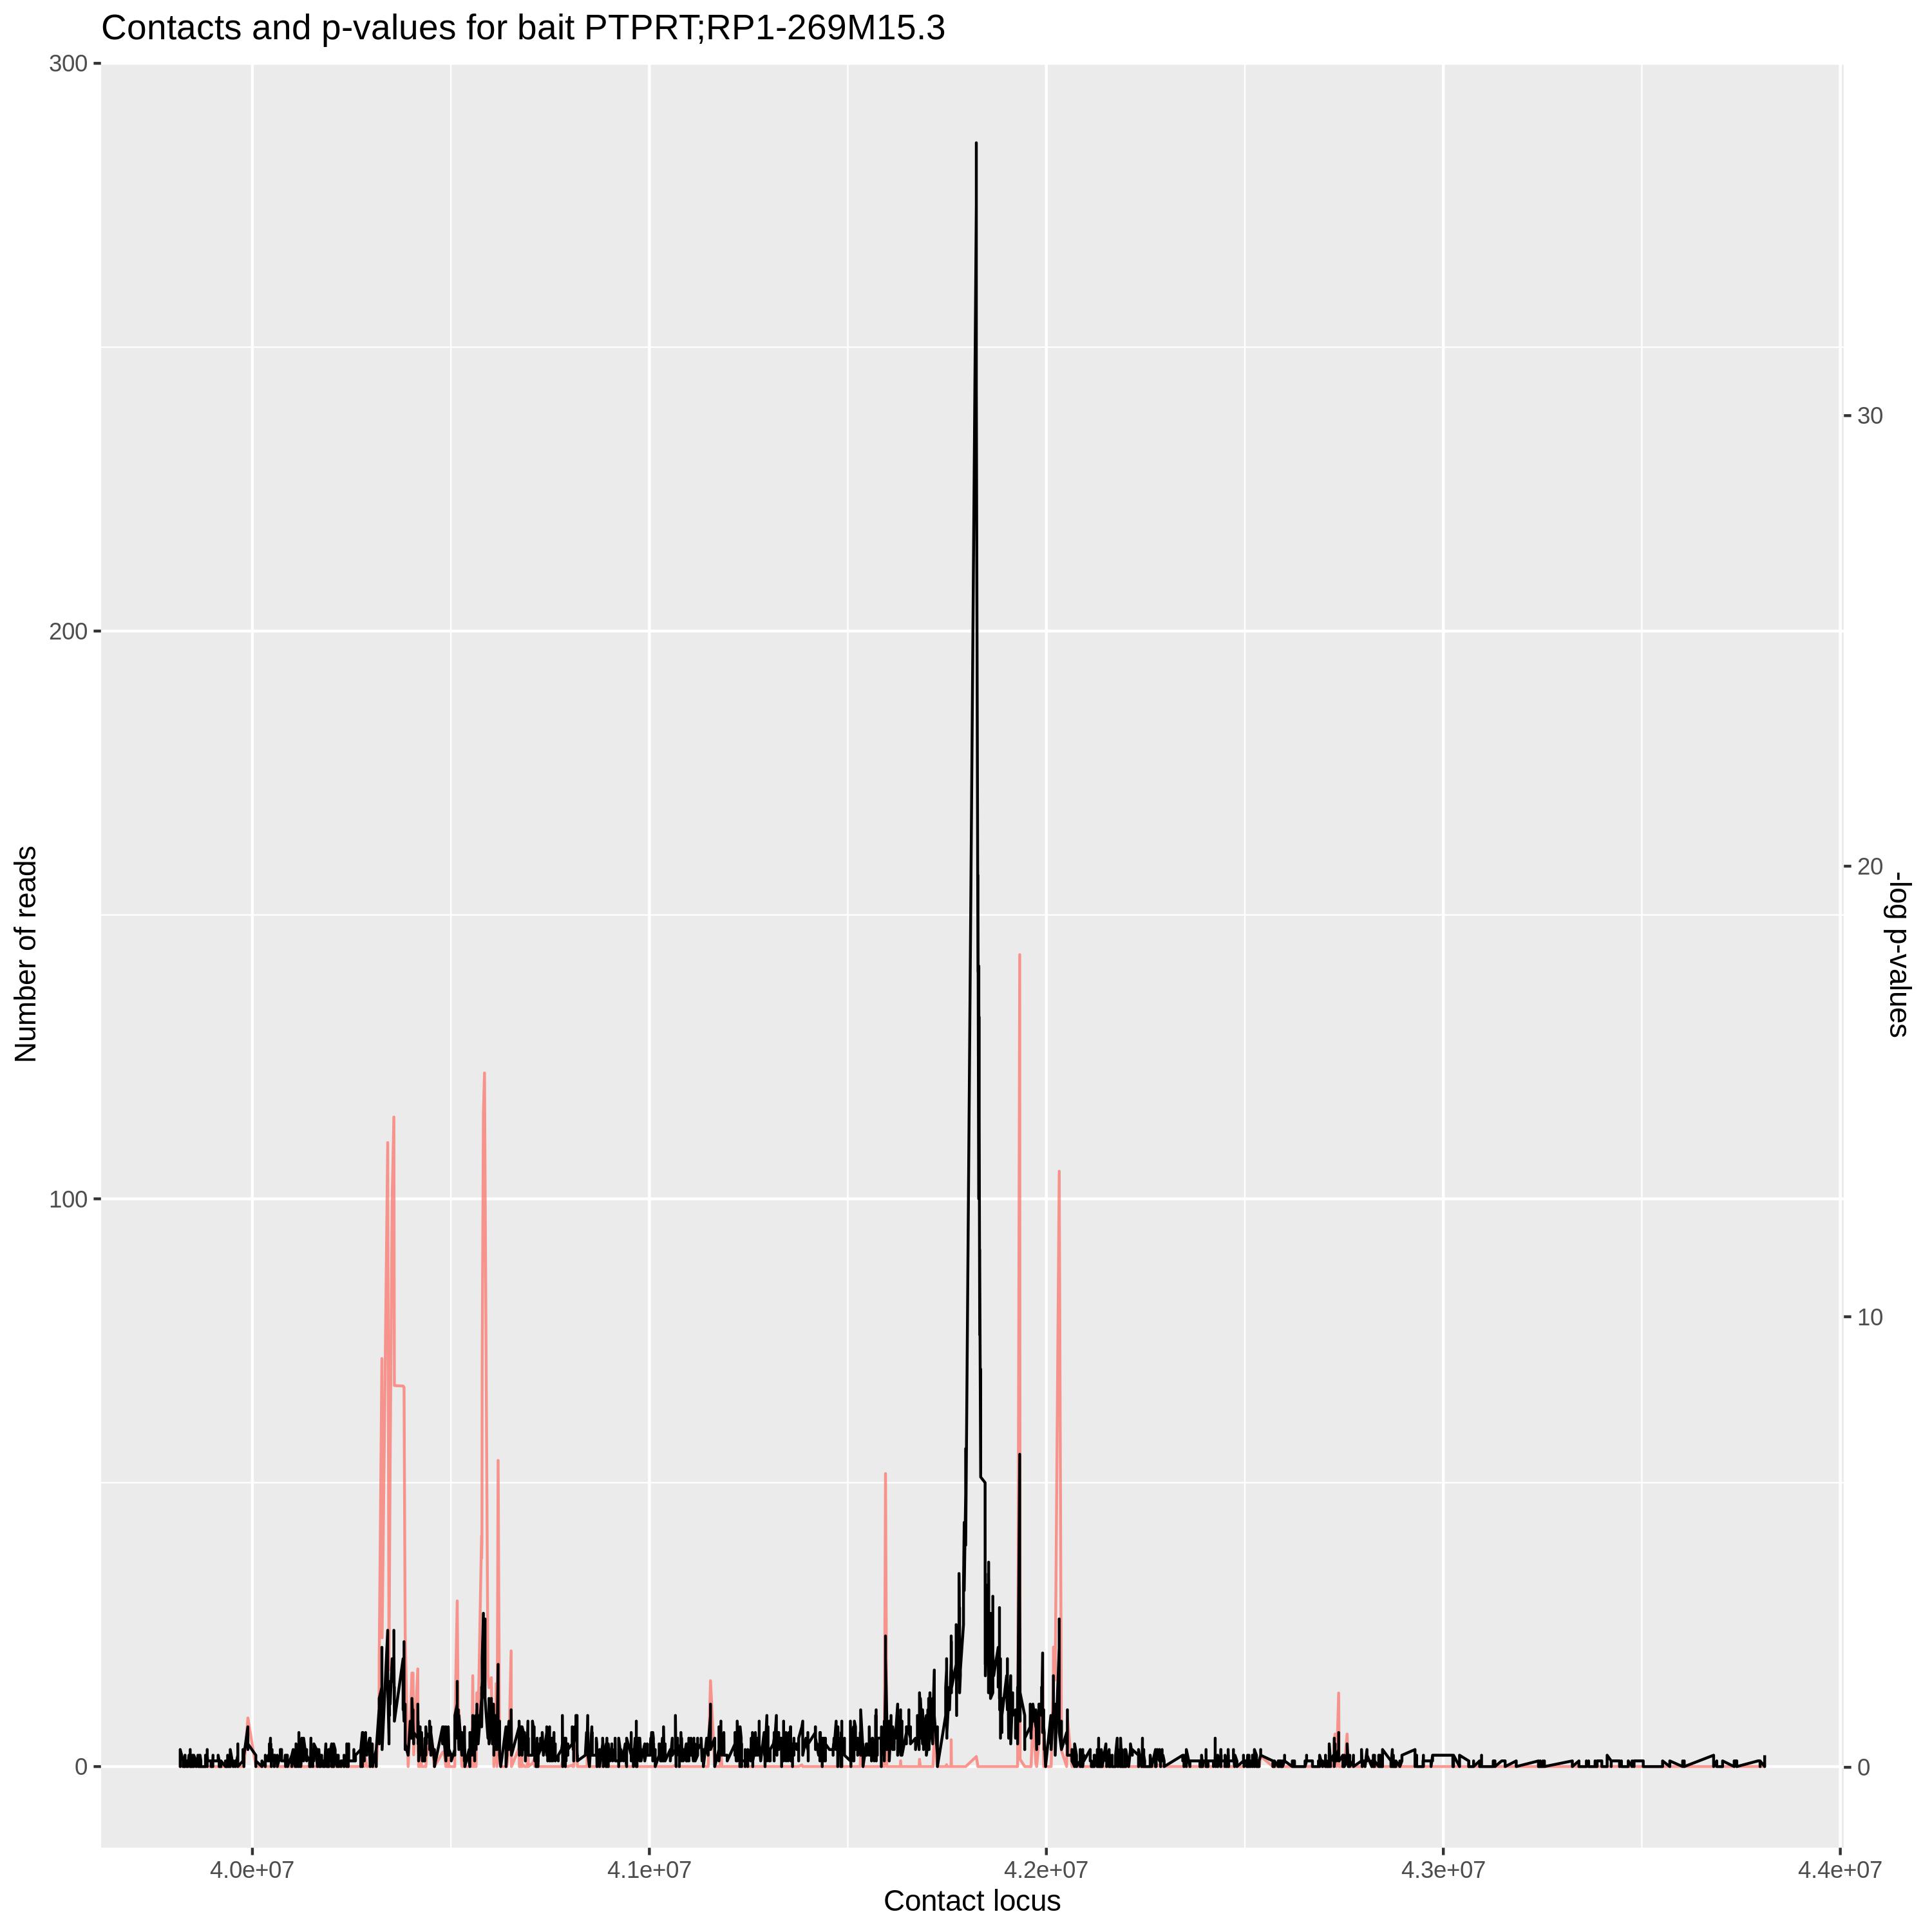 Contacts and p-values for bait PTPRT;RP1-269M15.3
300
200
100
0
Number of reads
30
20
10
0
-log p-values
4.0e+07
4.1e+07
4.2e+07
4.3e+07
4.4e+07
Contact locus